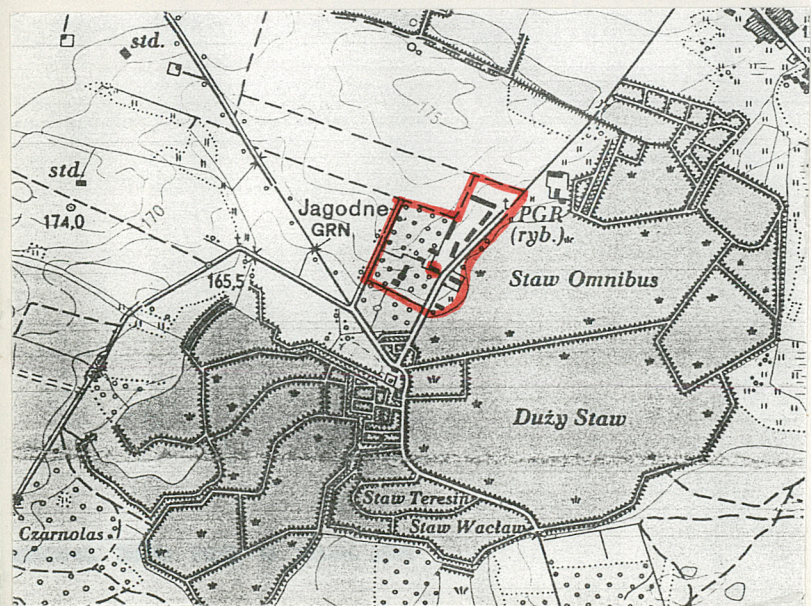 std.
175
std.
174,0
170
Jagodne
GRN
PGR
(ryb.)
165,5
Staw Omnibus
Duży Staw
Staw Teresin
Staw Wacław
Czarnolas